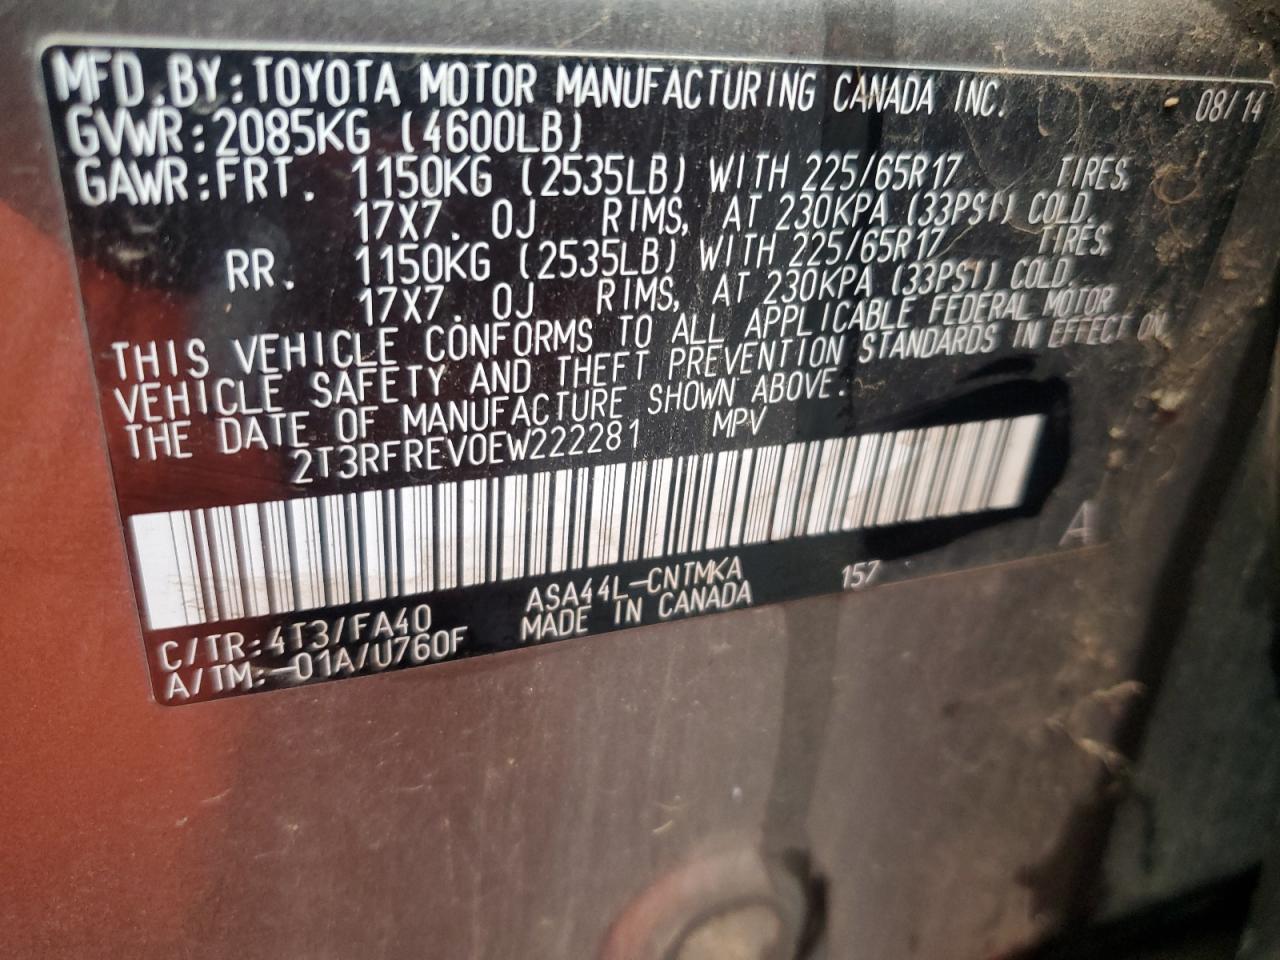 MFD.BY:TOYOTA MOTOR MANUFACTURING CANADA INC. 08/14
GVWR:2085KG (4600LB)
GAWR:FRT. 1150KG (2535LB) WITH 225/65R17 TIRES,
17X7.0J RIMS, AT 230KPA (33PSI) COLD.
RR. 1150KG (2535LB) WITH 225/65R17 TIRES,
17X7.0J RIMS, AT 230KPA (33PSI) COLD.
THIS VEHICLE CONFORMS TO ALL APPLICABLE FEDERAL MOTOR
VEHICLE SAFETY AND THEFT PREVENTION STANDARDS IN EFFECT ON
THE DATE OF MANUFACTURE SHOWN ABOVE.
2T3RFREV0EW222281 MPV
A
C/TR:4T3/FA40 ASA44L-CNTMKA 157
A/TM:-01A/U760F MADE IN CANADA